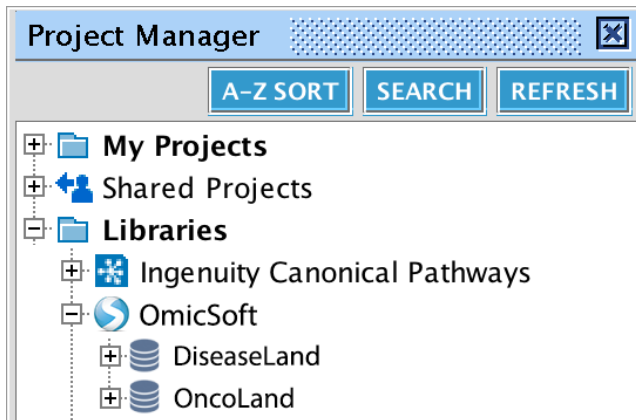 Project Manager
A-Z SORT SEARCH REFRESH
My Projects
Shared Projects
Libraries
Ingenuity Canonical Pathways
OmicSoft
DiseaseLand
OncoLand